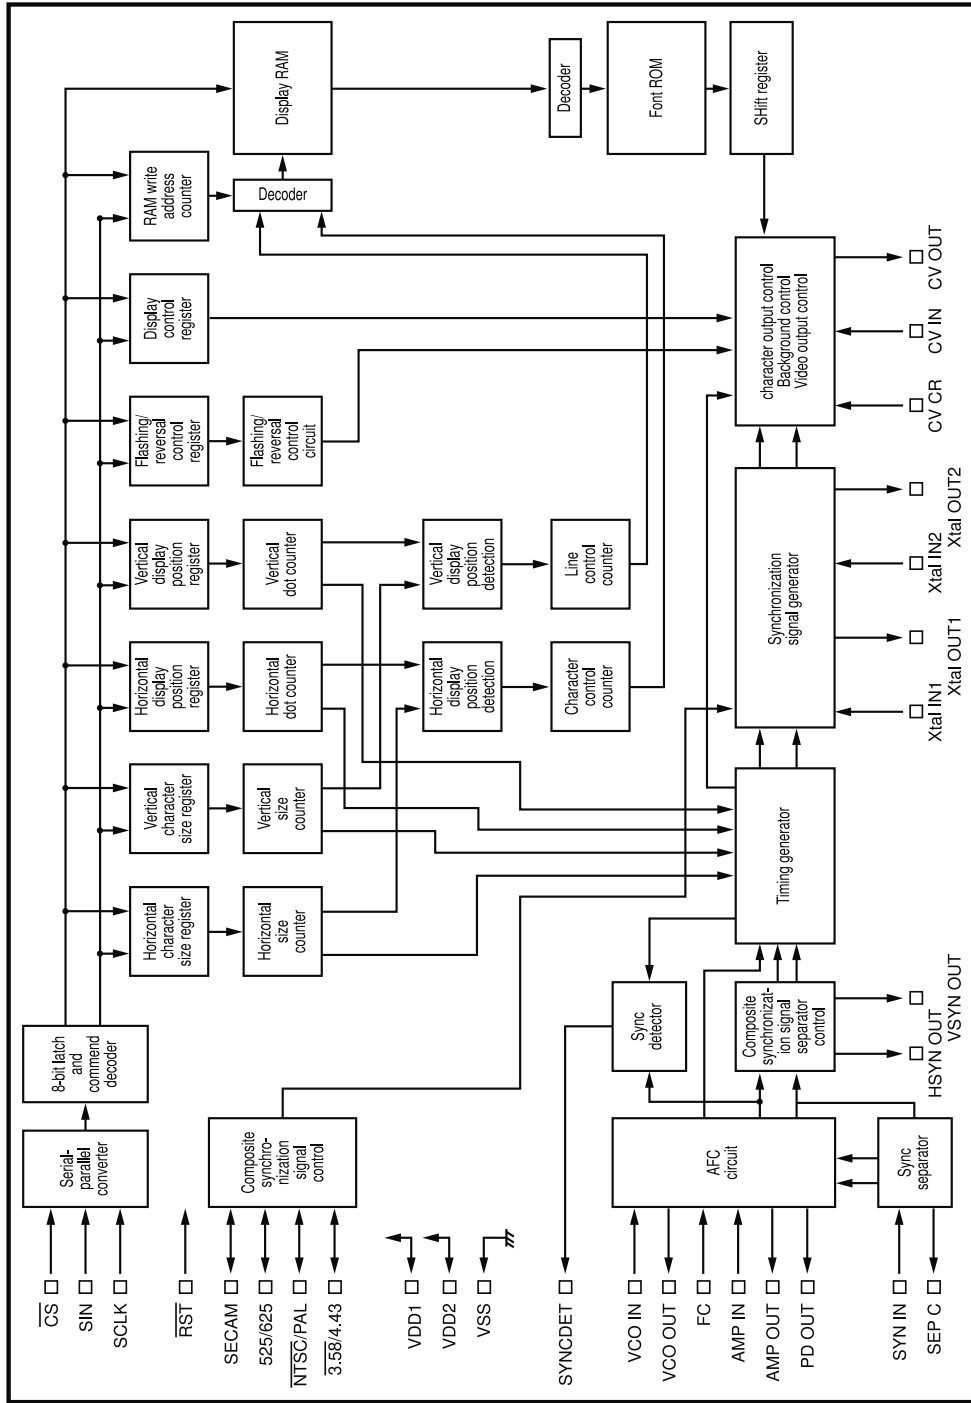 CS
SIN
SCLK
RST
SECAM
525/625
NTSC/PAL
3.58/4.43
VDD1
VDD2
VSS
SYNCDET
VCO IN
VCO OUT
FC
AMP IN
AMP OUT
PD OUT
SYN IN
SEP C
Serial-
parallel
converter
8-bit latch
and
commend
decoder
Composite
synchro-
nization
signal
control
AFC
circuit
Sync
separator
Sync
detector
Composite
synchronizat-
ion signal
separator
control
HSYN OUT
VSYN OUT
Horizontal
character
size register
Horizontal
size
counter
Vertical
character
size register
Vertical
size
counter
Timing generator
Horizontal
display
position
register
Horizontal
dot counter
Horizontal
display
position
detection
Character
control
counter
Vertical
display
position
register
Vertical
dot counter
Vertical
display
position
detection
Line
control
counter
Synchronization
signal generator
Xtal IN1
Xtal OUT1
Xtal IN2
Xtal OUT2
Flashing/
reversal
control
register
Flashing/
reversal
control
circuit
Display
control
register
RAM write
address
counter
Decoder
Display RAM
Decoder
Font ROM
SHift register
character output control
Background control
Video output control
CV CR
CV IN
CV OUT